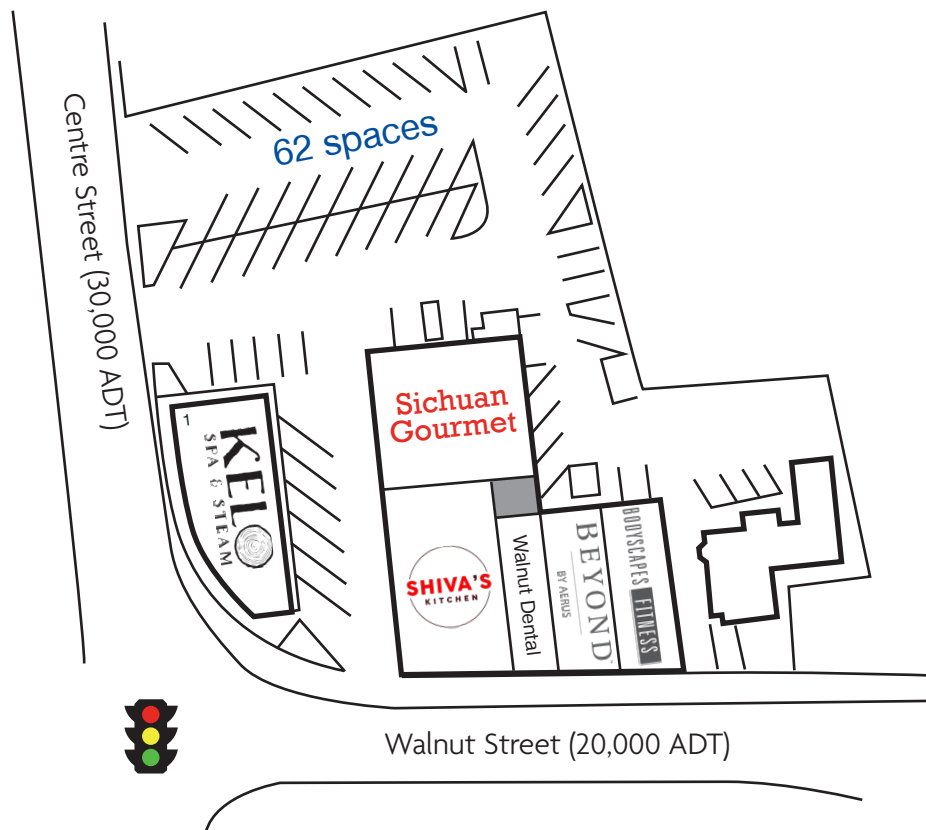 62 spaces
Centre Street (30,000 ADT)
Sichuan
Gourmet
1
KELO
SPA & STEAM
SHIVA'S
KITCHEN
Walnut Dental
BEYOND
BY AERUS
BODYSCAPES FITNESS
Walnut Street (20,000 ADT)